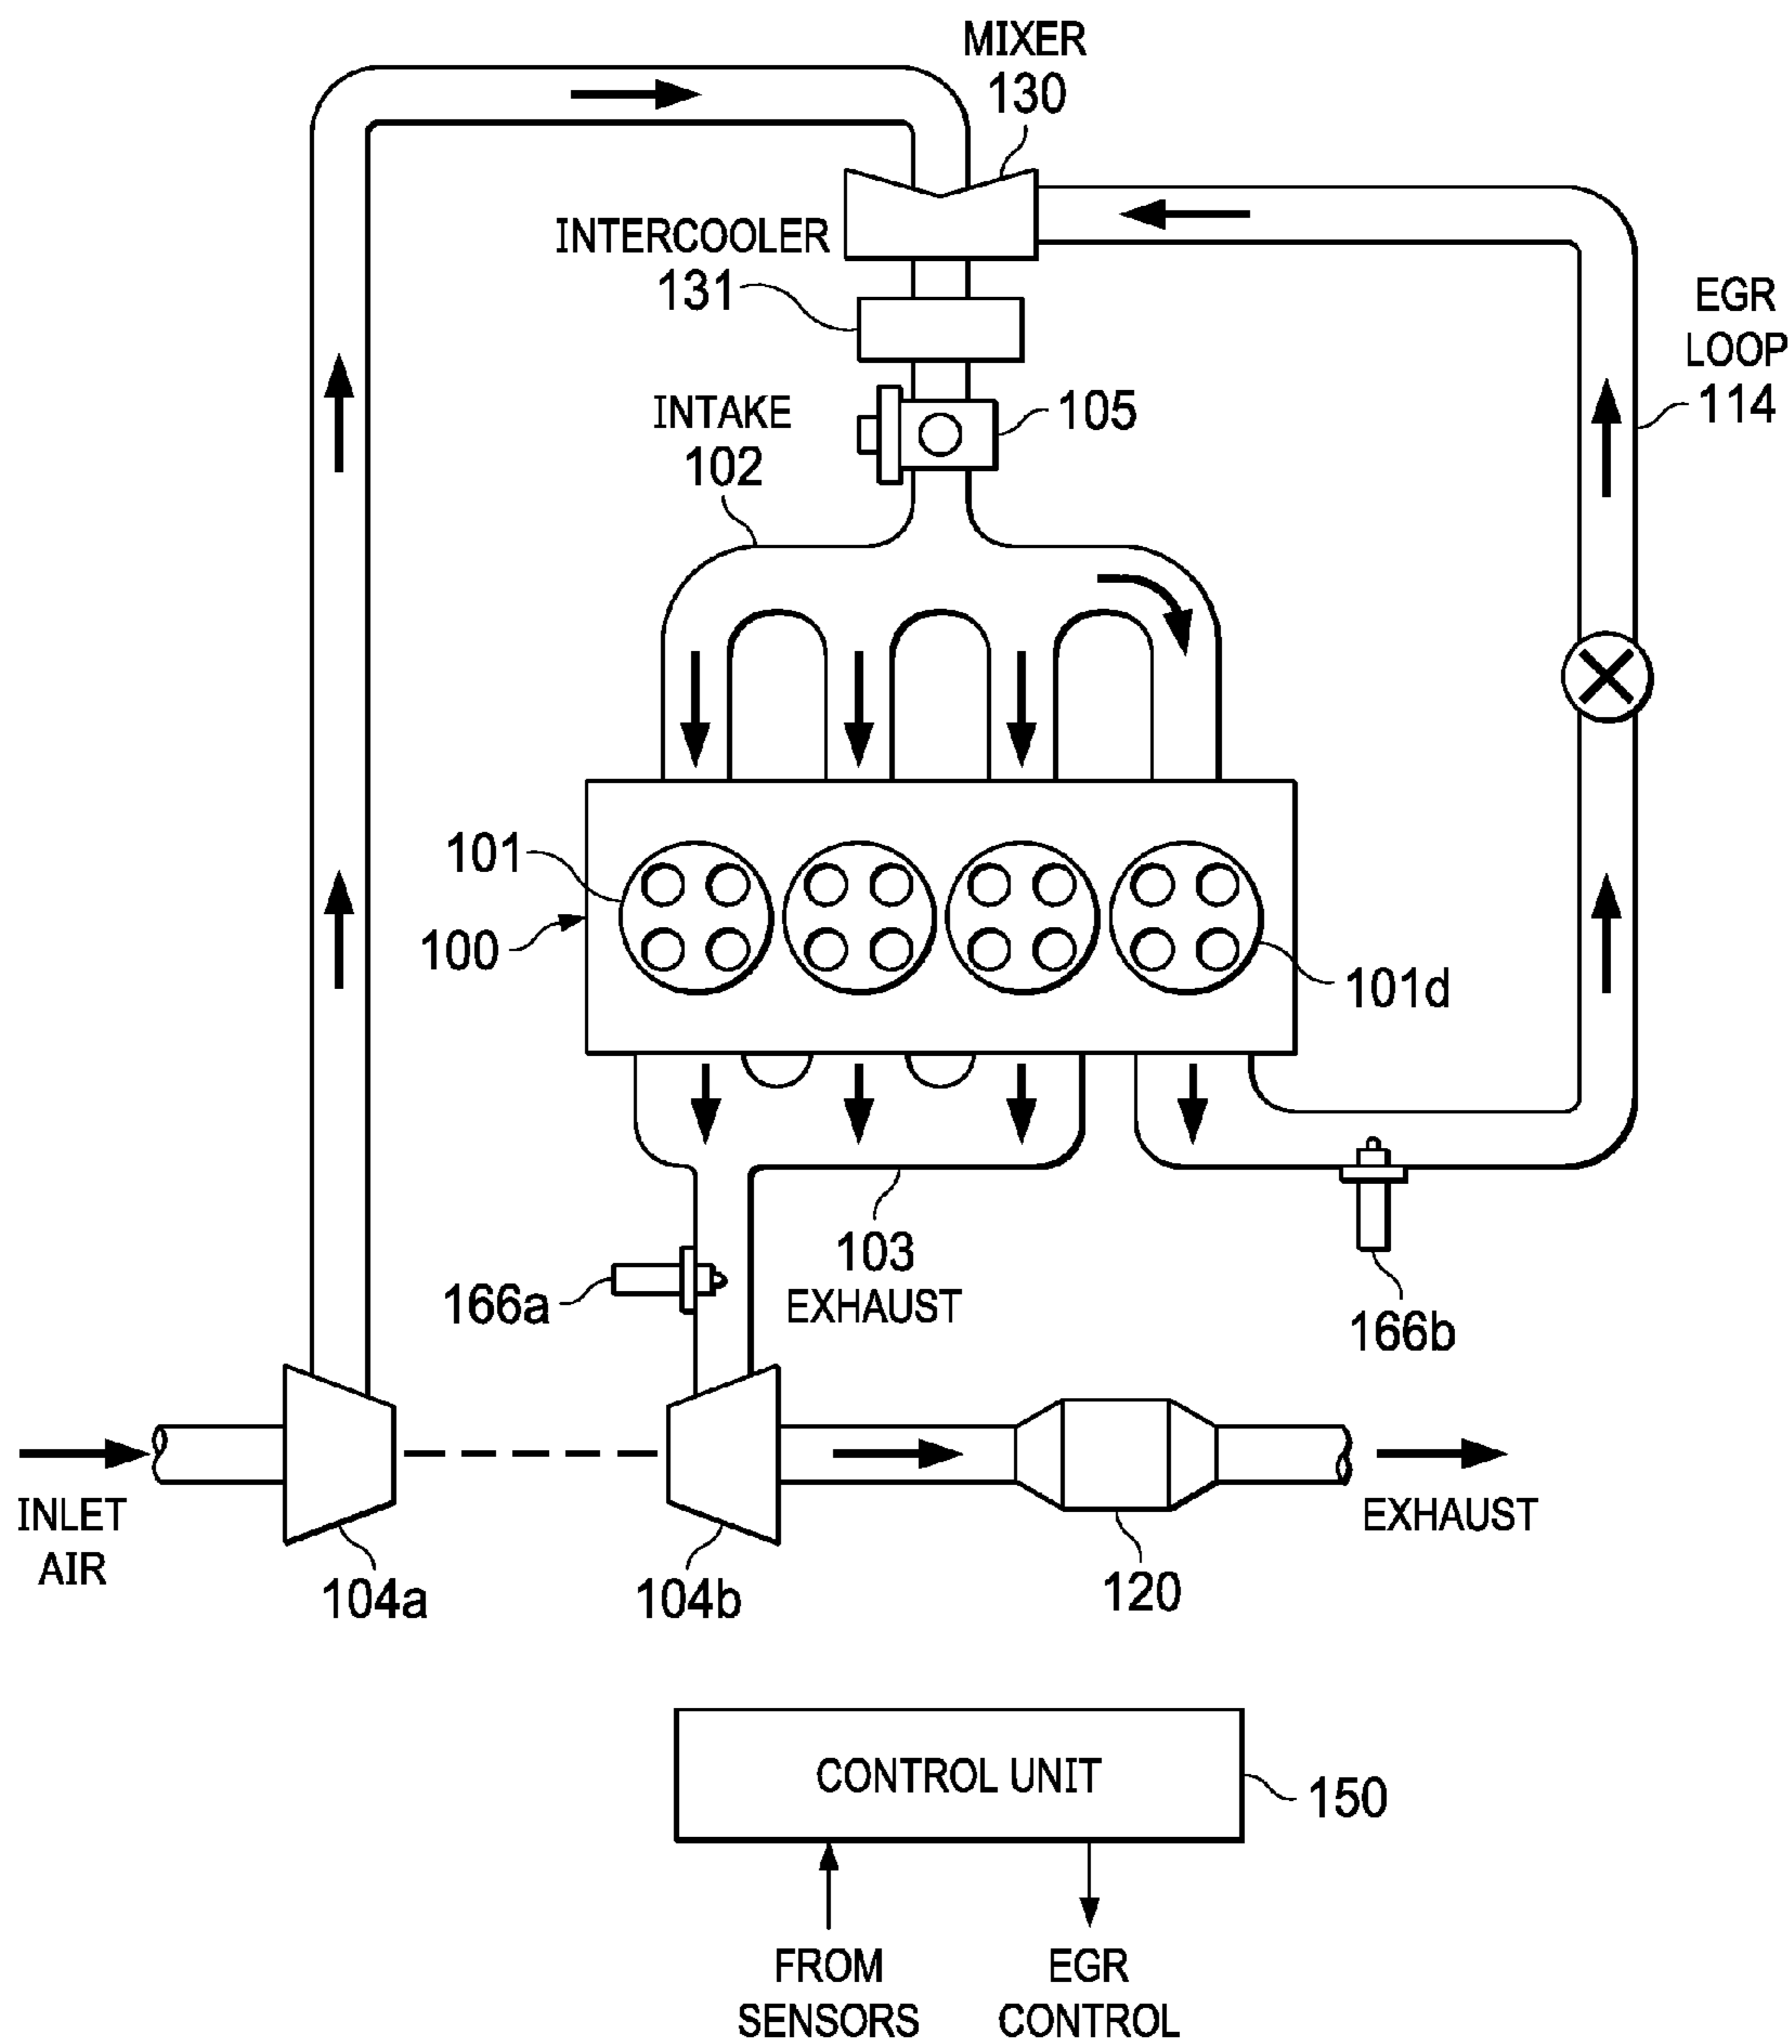 MIXER
130
INTERCOOLER
131
EGR
LOOP
114
INTAKE
102
105
101
100
101d
103
EXHAUST
166a
166b
INLET
AIR
EXHAUST
104a
104b
120
CONTROL UNIT
150
FROM
SENSORS
EGR
CONTROL